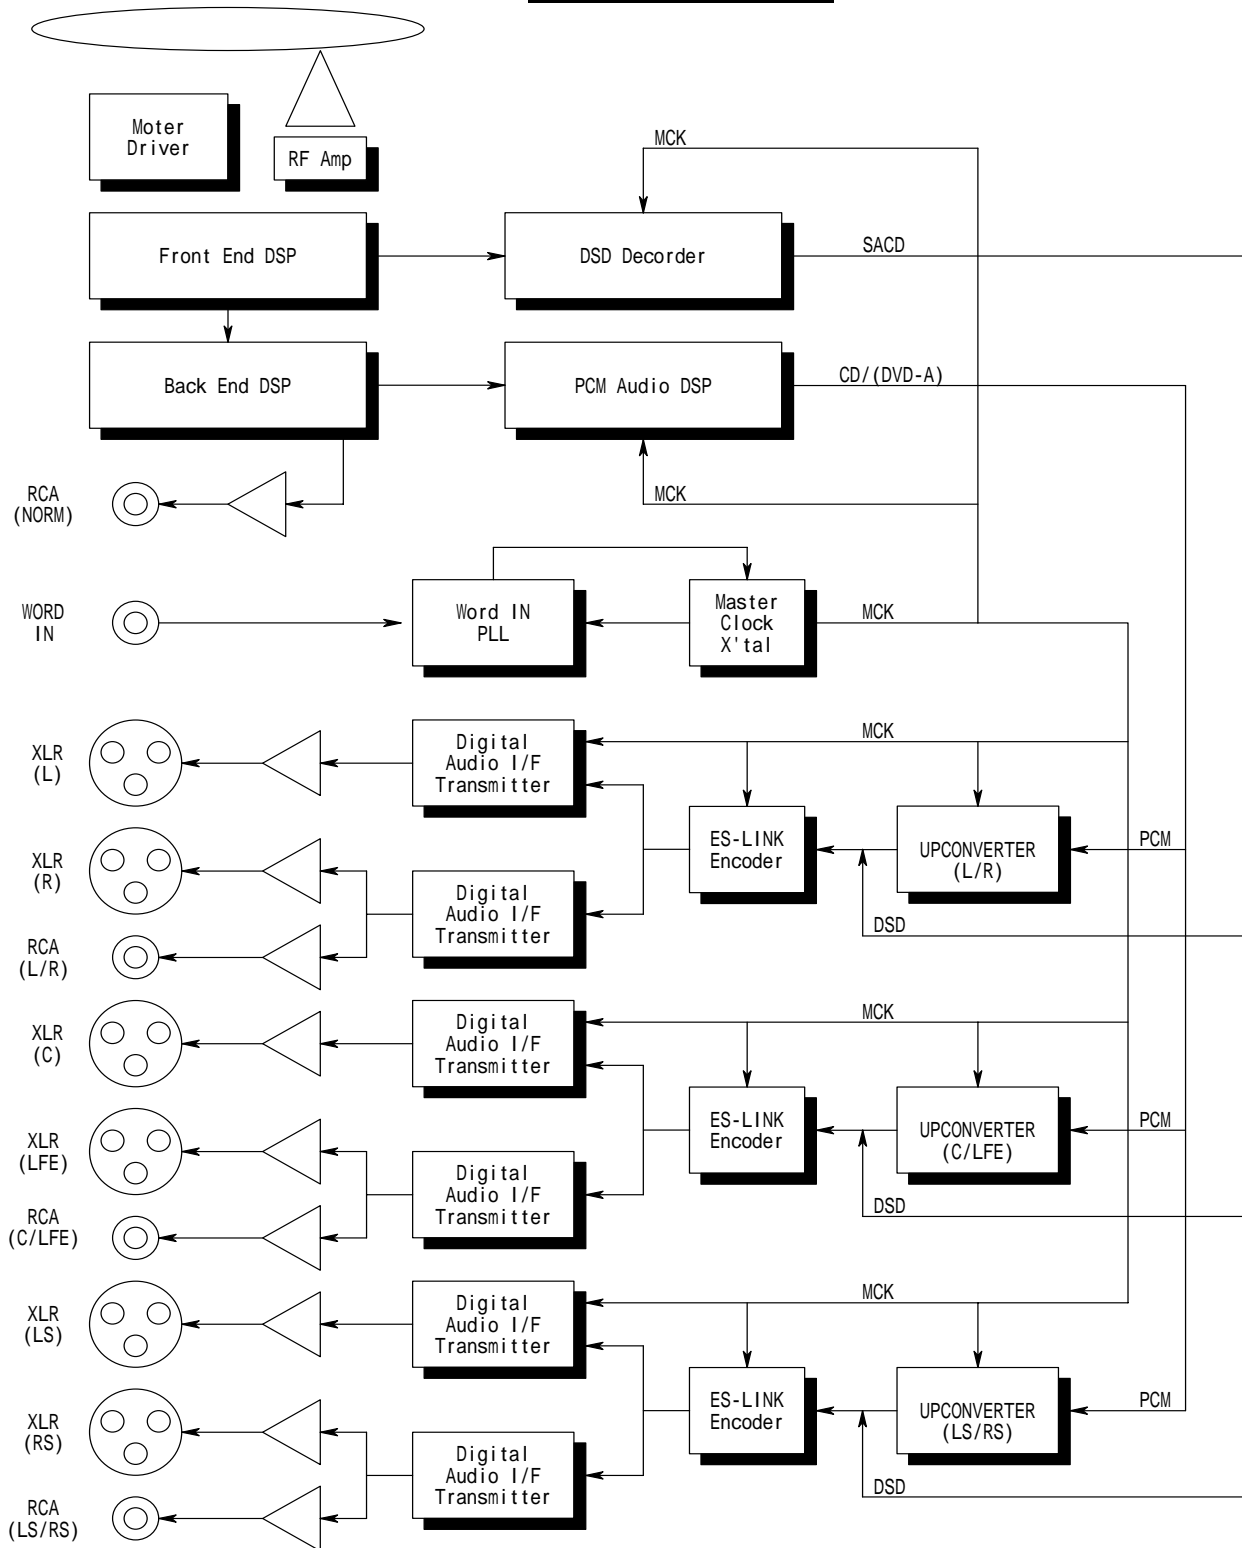 Moter
Driver
RF Amp
MCK
Front End DSP
DSD Decorder
SACD
Back End DSP
PCM Audio DSP
CD/(DVD-A)
RCA
(NORM)
MCK
WORD
IN
Word IN
PLL
Master
Clock
X'tal
MCK
XLR
(L)
Digital
Audio I/F
Transmitter
MCK
XLR
(R)
ES-LINK
Encoder
UPCONVERTER
(L/R)
PCM
Digital
Audio I/F
Transmitter
DSD
RCA
(L/R)
XLR
(C)
Digital
Audio I/F
Transmitter
MCK
XLR
(LFE)
ES-LINK
Encoder
UPCONVERTER
(C/LFE)
PCM
Digital
Audio I/F
Transmitter
DSD
RCA
(C/LFE)
XLR
(LS)
Digital
Audio I/F
Transmitter
MCK
XLR
(RS)
ES-LINK
Encoder
UPCONVERTER
(LS/RS)
PCM
Digital
Audio I/F
Transmitter
DSD
RCA
(LS/RS)